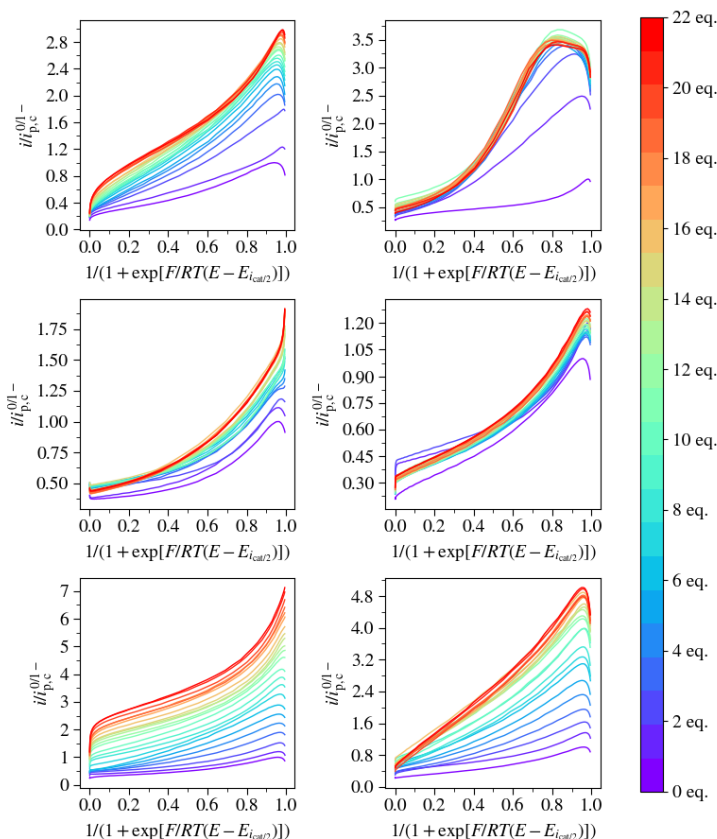 22 eq.
20 eq.
18 eq.
16 eq.
14 eq.
12 eq.
10 eq.
8 eq.
6 eq.
4 eq.
2 eq.
0 eq.
2.8
2.4
2.0
1.6
1.2
0.8
0.4
0.0
i/i_{p,c}^{0/1−}
0.0 0.2 0.4 0.6 0.8 1.0
1/(1 + exp[F/RT(E − E_{i_{cat/2}})])
3.5
3.0
2.5
2.0
1.5
1.0
0.5
i/i_{p,c}^{0/1−}
0.0 0.2 0.4 0.6 0.8 1.0
1/(1 + exp[F/RT(E − E_{i_{cat/2}})])
1.75
1.50
1.25
1.00
0.75
0.50
i/i_{p,c}^{0/1−}
0.0 0.2 0.4 0.6 0.8 1.0
1/(1 + exp[F/RT(E − E_{i_{cat/2}})])
1.20
1.05
0.90
0.75
0.60
0.45
0.30
i/i_{p,c}^{0/1−}
0.0 0.2 0.4 0.6 0.8 1.0
1/(1 + exp[F/RT(E − E_{i_{cat/2}})])
7
6
5
4
3
2
1
0
i/i_{p,c}^{0/1−}
0.0 0.2 0.4 0.6 0.8 1.0
1/(1 + exp[F/RT(E − E_{i_{cat/2}})])
4.8
4.0
3.2
2.4
1.6
0.8
0.0
i/i_{p,c}^{0/1−}
0.0 0.2 0.4 0.6 0.8 1.0
1/(1 + exp[F/RT(E − E_{i_{cat/2}})])